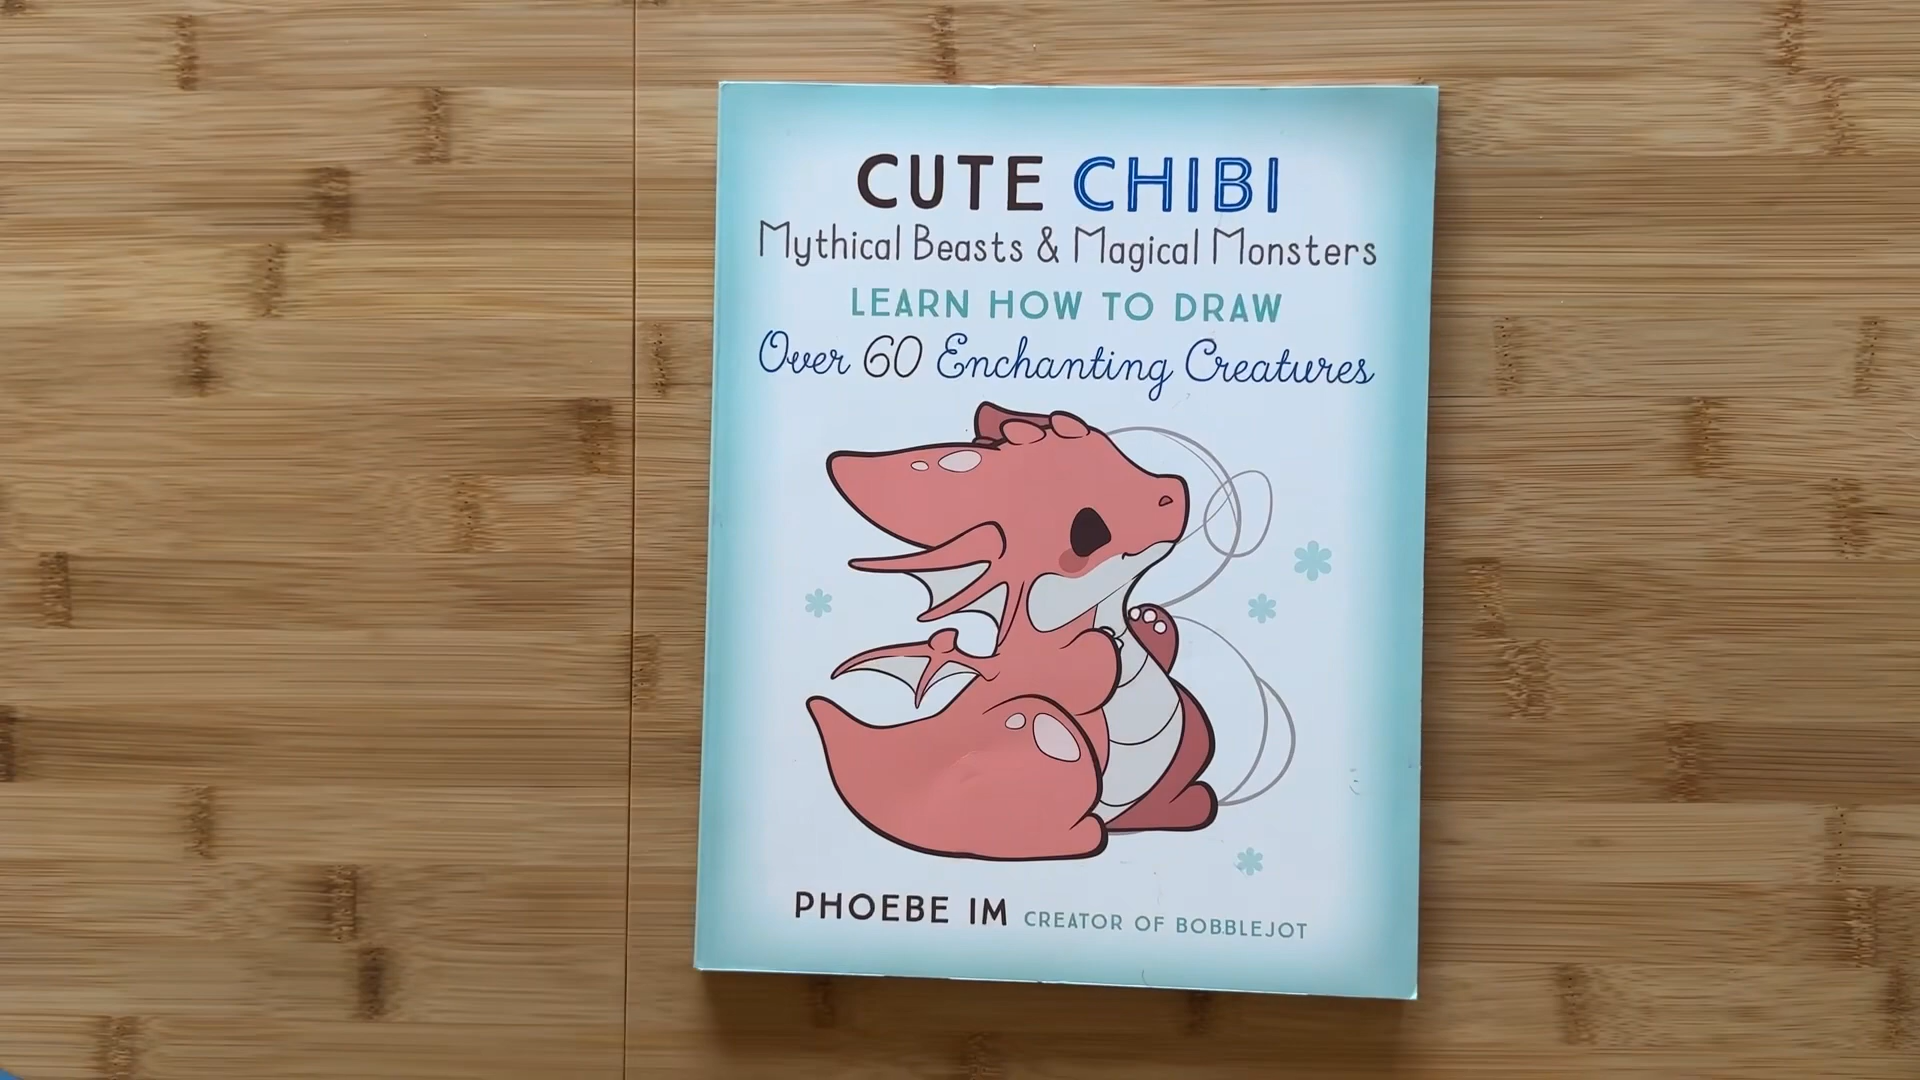 CUTE CHIBI
Mythical Beasts & Magical Monsters
LEARN HOW TO DRAW
Over 60 Enchanting Creatures
PHOEBE IM CREATOR OF BOBBLEJOT